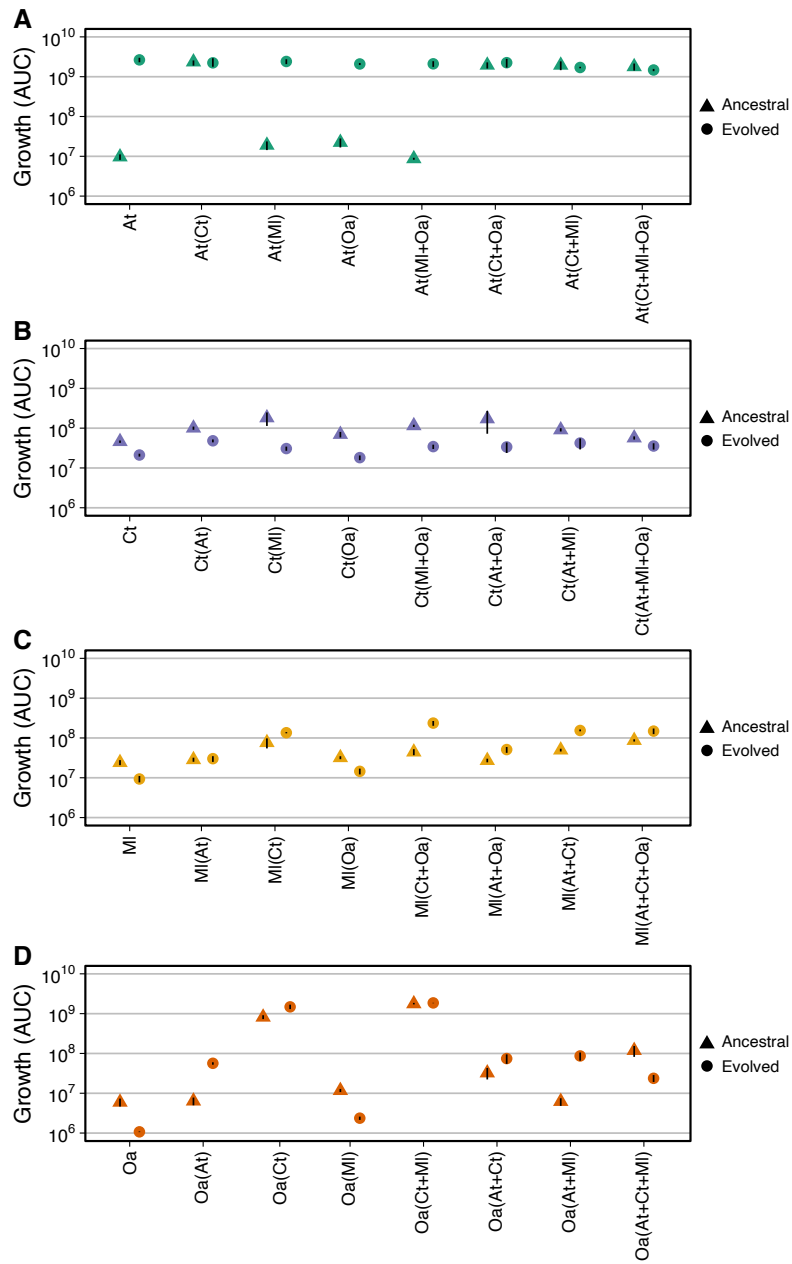 A
Growth (AUC)
10^10
10^9
10^8
10^7
10^6
At
At(Ct)
At(Ml)
At(Oa)
At(Ml+Oa)
At(Ct+Oa)
At(Ct+Ml)
At(Ct+Ml+Oa)
Ancestral
Evolved
B
Growth (AUC)
10^10
10^9
10^8
10^7
10^6
Ct
Ct(At)
Ct(Ml)
Ct(Oa)
Ct(Ml+Oa)
Ct(At+Oa)
Ct(At+Ml)
Ct(At+Ml+Oa)
Ancestral
Evolved
C
Growth (AUC)
10^10
10^9
10^8
10^7
10^6
Ml
Ml(At)
Ml(Ct)
Ml(Oa)
Ml(Ct+Oa)
Ml(At+Oa)
Ml(At+Ct)
Ml(At+Ct+Oa)
Ancestral
Evolved
D
Growth (AUC)
10^10
10^9
10^8
10^7
10^6
Oa
Oa(At)
Oa(Ct)
Oa(Ml)
Oa(Ct+Ml)
Oa(At+Ct)
Oa(At+Ml)
Oa(At+Ct+Ml)
Ancestral
Evolved